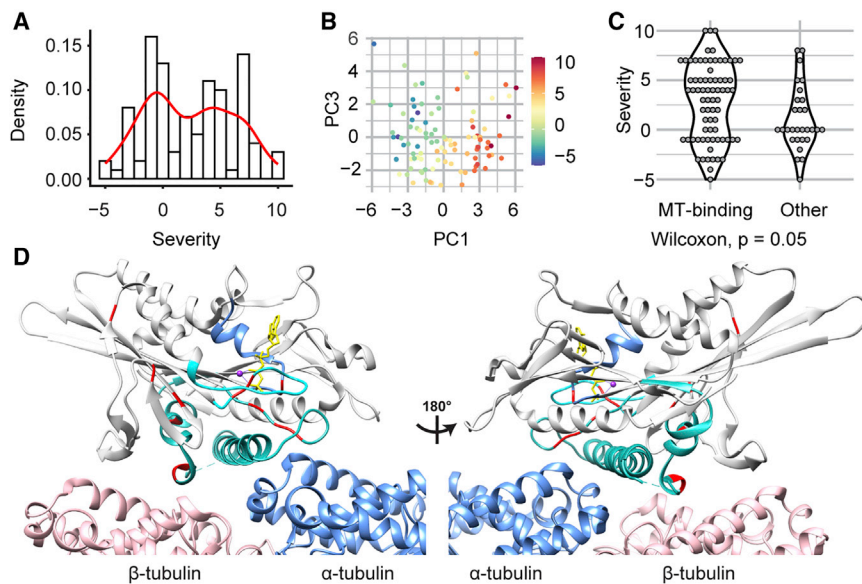 A
Density
0.15
0.10
0.05
0.00
−5
0
5
10
Severity
B
PC3
6
4
2
0
−2
−6
−3
0
3
6
PC1
10
5
0
−5
C
Severity
10
5
0
−5
MT-binding
Other
Wilcoxon, p = 0.05
D
180°
β-tubulin
α-tubulin
α-tubulin
β-tubulin